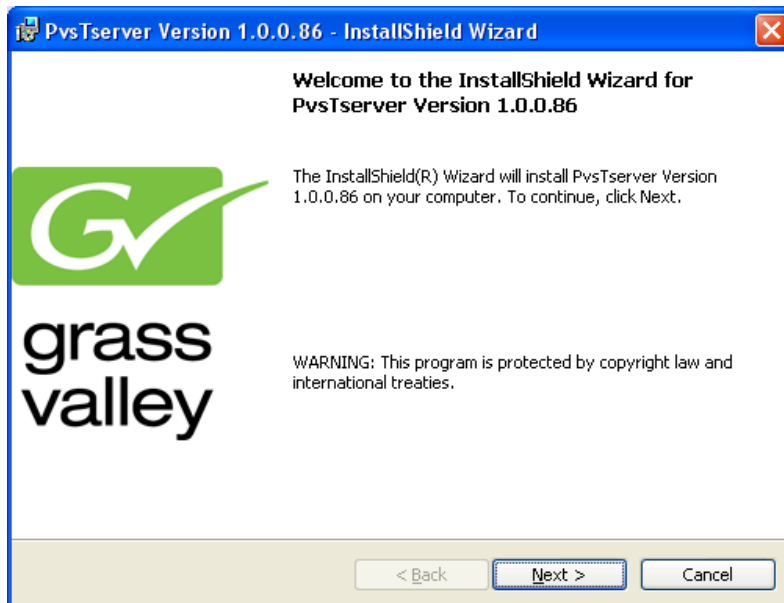 PvsTserver Version 1.0.0.86 - InstallShield Wizard
Welcome to the InstallShield Wizard for
PvsTserver Version 1.0.0.86
The InstallShield(R) Wizard will install PvsTserver Version
1.0.0.86 on your computer. To continue, click Next.
G
grass
valley
WARNING: This program is protected by copyright law and
international treaties.
< Back
Next >
Cancel